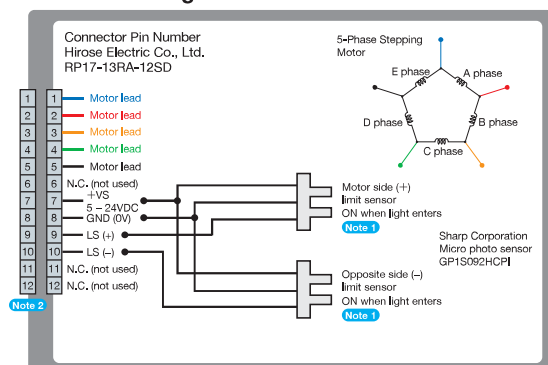 Connector Pin Number
Hirose Electric Co., Ltd.
RP17-13RA-12SD
5-Phase Stepping
Motor
E phase
A phase
D phase
B phase
C phase
1 1 Motor lead
2 2 Motor lead
3 3 Motor lead
4 4 Motor lead
5 5 Motor lead
6 6 N.C. (not used)
7 7 +VS
5 – 24VDC
8 8 GND (0V)
9 9 LS (+)
10 10 LS (–)
11 11 N.C. (not used)
12 12 N.C. (not used)
Note 2
Motor side (+)
limit sensor
ON when light enters
Note 1
Sharp Corporation
Micro photo sensor
GP1S092HCPI
Opposite side (–)
limit sensor
ON when light enters
Note 1